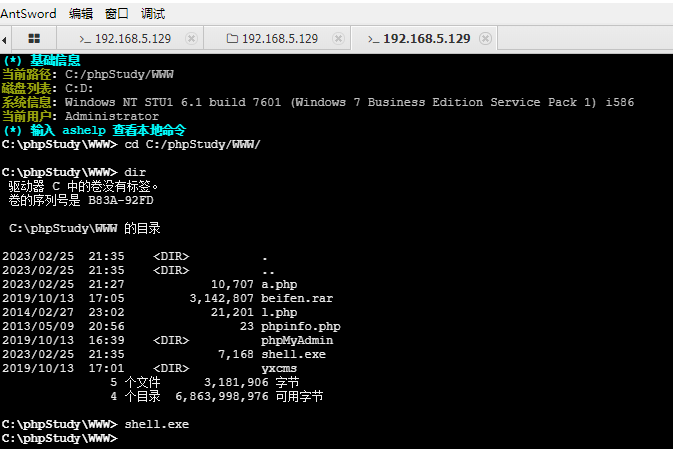 AntSword 编辑 窗口 调试
>_ 192.168.5.129 192.168.5.129 >_ 192.168.5.129
(*) 基础信息
当前路径: C:/phpStudy/WWW
磁盘列表: C:D:
系统信息: Windows NT STU1 6.1 build 7601 (Windows 7 Business Edition Service Pack 1) i586
当前用户: Administrator
(*) 输入 ashelp 查看本地命令
C:\phpStudy\WWW> cd C:/phpStudy/WWW/
C:\phpStudy\WWW> dir
驱动器 C 中的卷没有标签。
卷的序列号是 B83A-92FD
C:\phpStudy\WWW 的目录
2023/02/25 21:35 <DIR> .
2023/02/25 21:35 <DIR> ..
2023/02/25 21:27 10,707 a.php
2019/10/13 17:05 3,142,807 beifen.rar
2014/02/27 23:02 21,201 l.php
2013/05/09 20:56 23 phpinfo.php
2019/10/13 16:39 <DIR> phpMyAdmin
2023/02/25 21:35 7,168 shell.exe
2019/10/13 17:01 <DIR> yxcms
5 个文件 3,181,906 字节
4 个目录 6,863,998,976 可用字节
C:\phpStudy\WWW> shell.exe
C:\phpStudy\WWW>